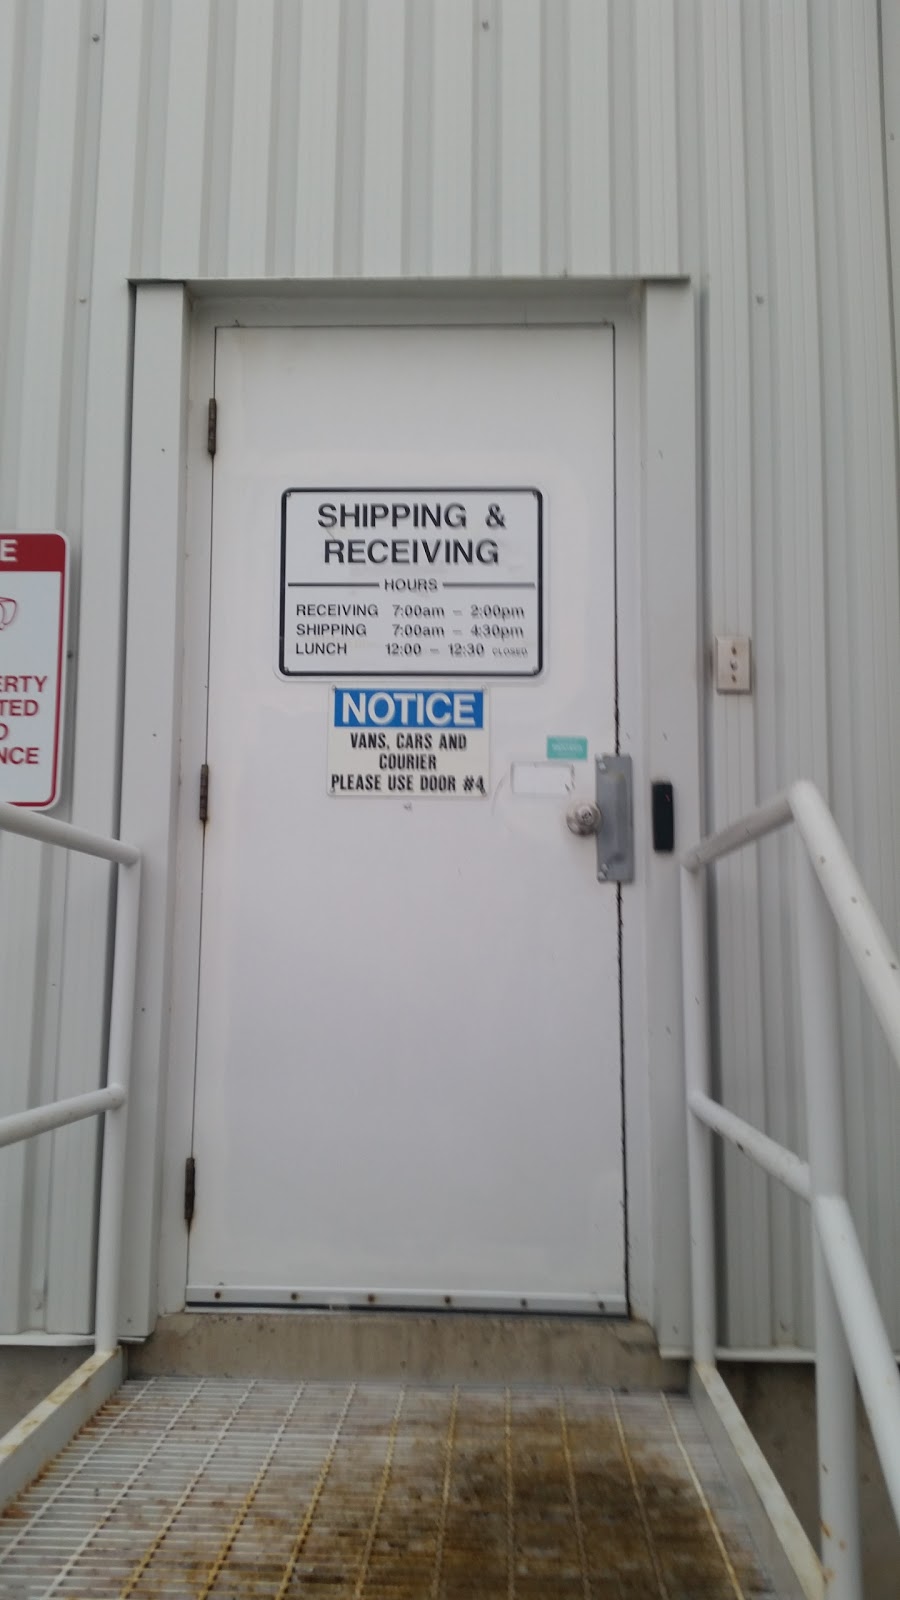 SHIPPING &
RECEIVING
HOURS
RECEIVING 7:00am - 2:00pm
SHIPPING 7:00am - 4:30pm
LUNCH 12:00 - 12:30 CLOSED
NOTICE
VANS, CARS AND
COURIER
PLEASE USE DOOR #4
E
ERTY
TED
D
NCE